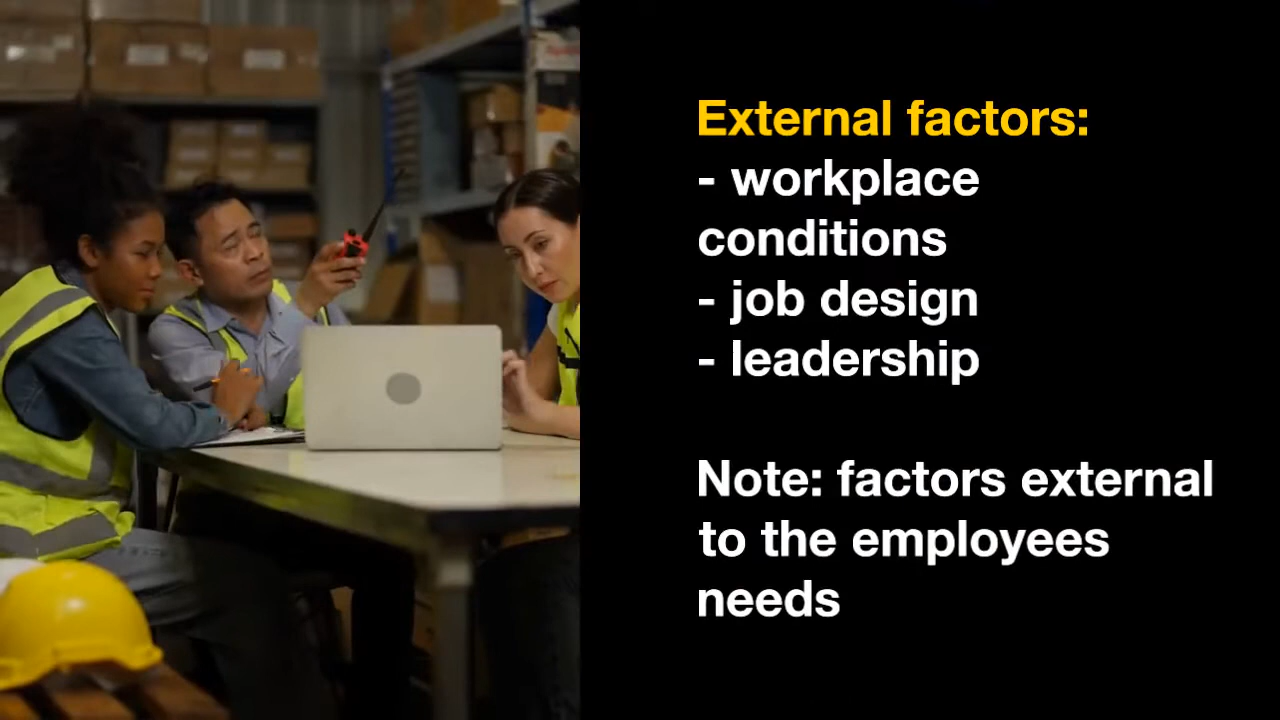 External factors:
- workplace
conditions
- job design
- leadership
Note: factors external
to the employees
needs